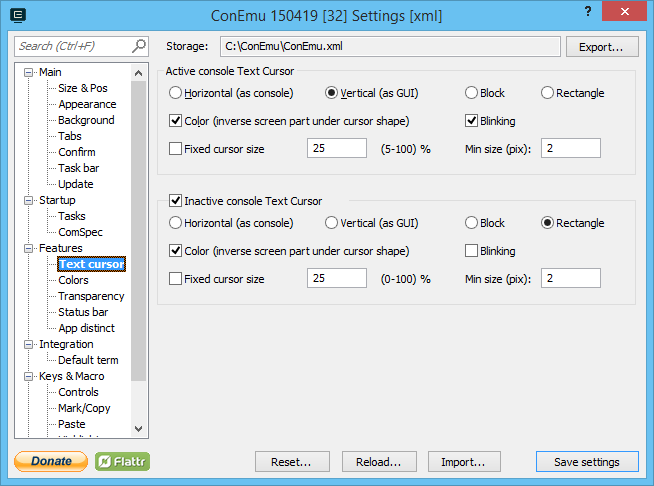 ConEmu 150419 [32] Settings [xml]
? ×
Search (Ctrl+F)
Storage: C:\ConEmu\ConEmu.xml Export...
Main
Size & Pos
Appearance
Background
Tabs
Confirm
Task bar
Update
Startup
Tasks
ComSpec
Features
Text cursor
Colors
Transparency
Status bar
App distinct
Integration
Default term
Keys & Macro
Controls
Mark/Copy
Paste
Active console Text Cursor
Horizontal (as console) Vertical (as GUI) Block Rectangle
Color (inverse screen part under cursor shape) Blinking
Fixed cursor size 25 (5-100) % Min size (pix): 2
Inactive console Text Cursor
Horizontal (as console) Vertical (as GUI) Block Rectangle
Color (inverse screen part under cursor shape) Blinking
Fixed cursor size 25 (0-100) % Min size (pix): 2
Donate Flattr Reset... Reload... Import... Save settings